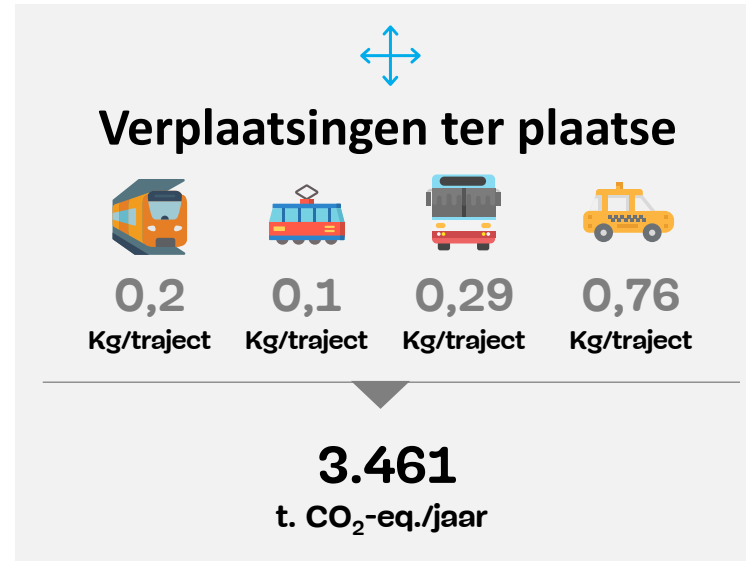 Verplaatsingen ter plaatse
0,2 0,1 0,29 0,76
Kg/traject Kg/traject Kg/traject Kg/traject
3.461
t. CO₂-eq./jaar